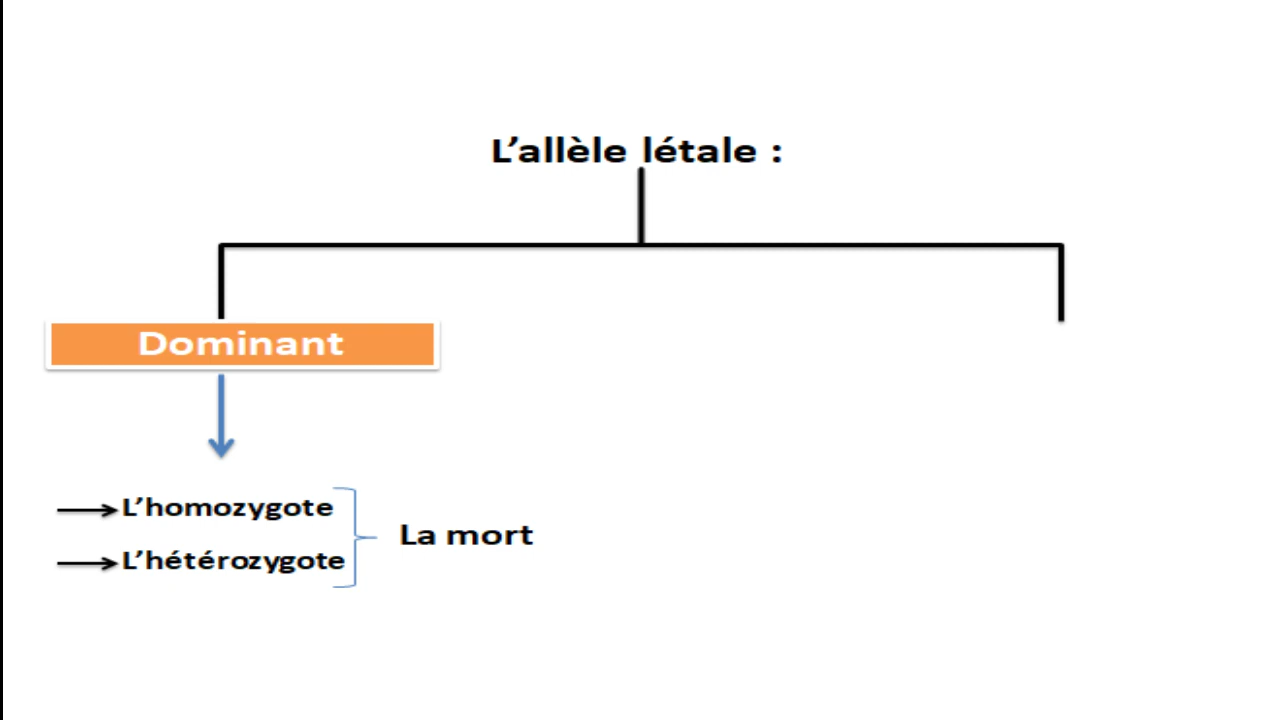 L’allèle létale :
Dominant
L’homozygote
L’hétérozygote
La mort